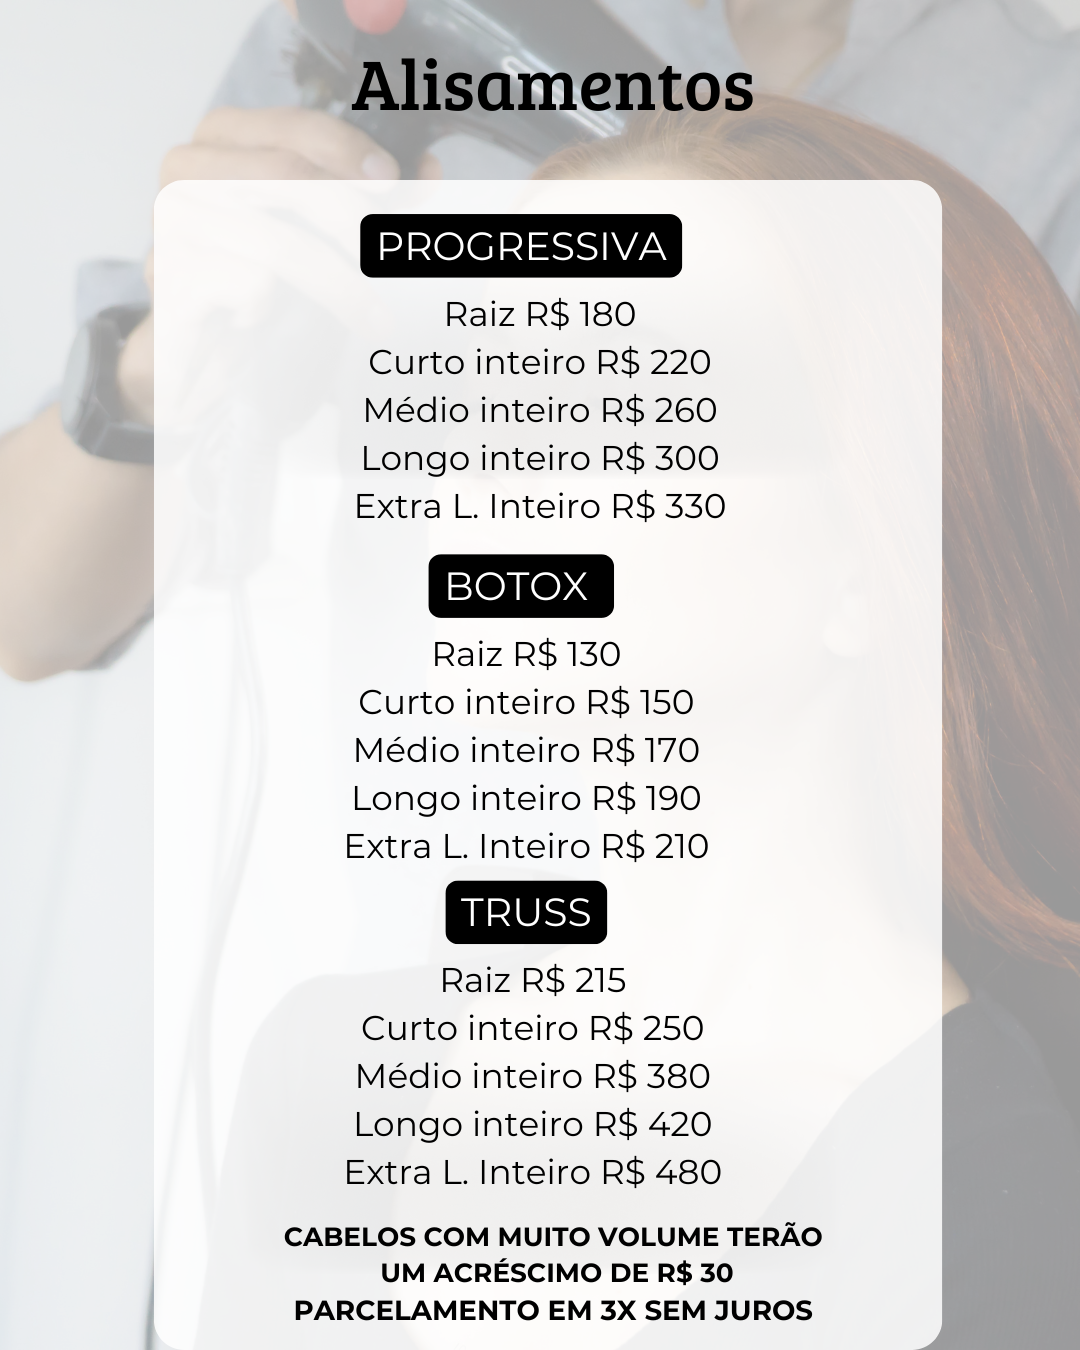 Alisamentos
PROGRESSIVA
Raiz R$ 180
Curto inteiro R$ 220
Médio inteiro R$ 260
Longo inteiro R$ 300
Extra L. Inteiro R$ 330
BOTOX
Raiz R$ 130
Curto inteiro R$ 150
Médio inteiro R$ 170
Longo inteiro R$ 190
Extra L. Inteiro R$ 210
TRUSS
Raiz R$ 215
Curto inteiro R$ 250
Médio inteiro R$ 380
Longo inteiro R$ 420
Extra L. Inteiro R$ 480
CABELOS COM MUITO VOLUME TERÃO
UM ACRÉSCIMO DE R$ 30
PARCELAMENTO EM 3X SEM JUROS